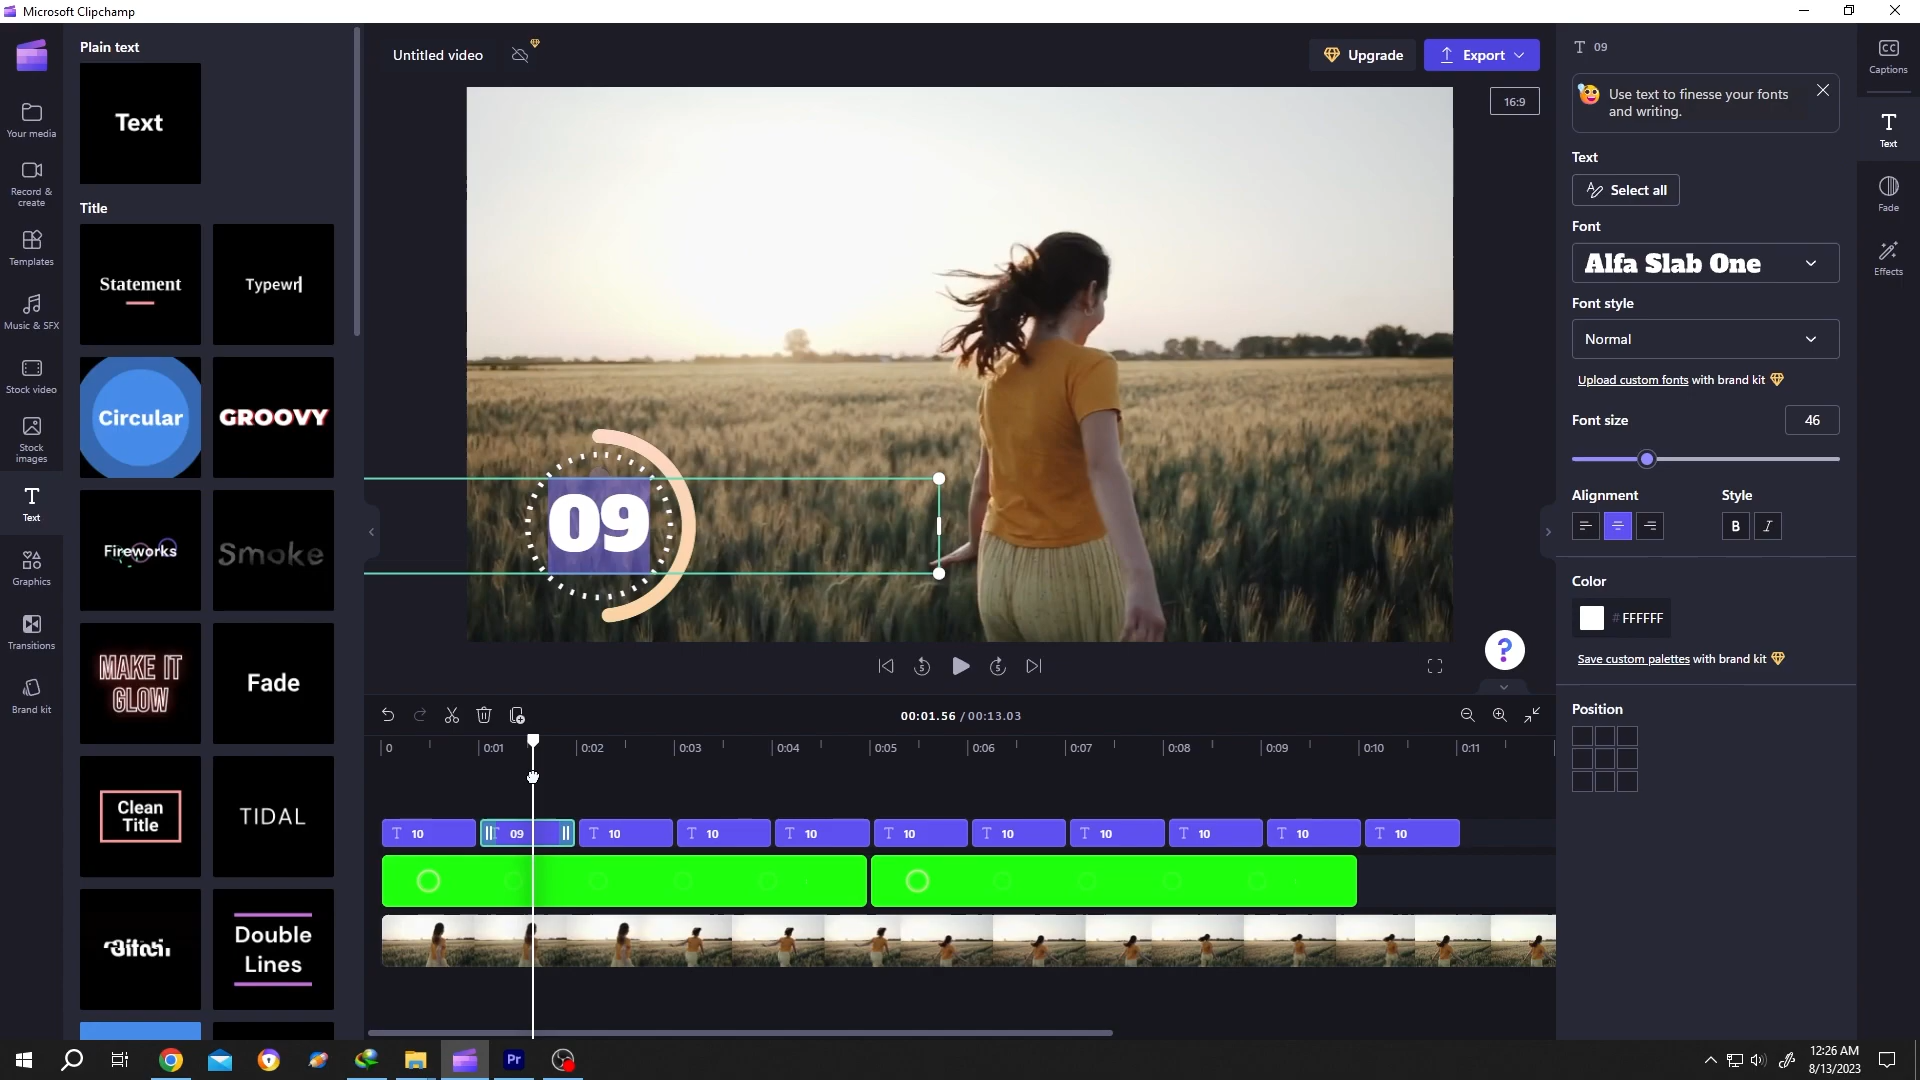 Microsoft Clipchamp
Plain text
Text
Title
Statement
Typewr
Circular
GROOVY
Fireworks
Smoke
MAKE IT
GLOW
Fade
Clean
Title
TIDAL
Glitch
Double
Lines
Your media
Record &
create
Templates
Music & SFX
Stock video
Stock
images
Text
Graphics
Transitions
Brand kit
Untitled video
Upgrade
Export
16:9
09
5
5
?
00:01.56 / 00:13.03
0
0:01
0:02
0:03
0:04
0:05
0:06
0:07
0:08
0:09
0:10
0:11
T 10
T 09
T 10
T 10
T 10
T 10
T 10
T 10
T 10
T 10
T 10
T 09
Use text to finesse your fonts
and writing.
Text
Select all
Font
Alfa Slab One
Font style
Normal
Upload custom fonts with brand kit
Font size
46
Alignment
Style
B I
Color
# FFFFFF
Save custom palettes with brand kit
Position
CC
Captions
Text
Fade
Effects
Pr
12:26 AM
8/13/2023